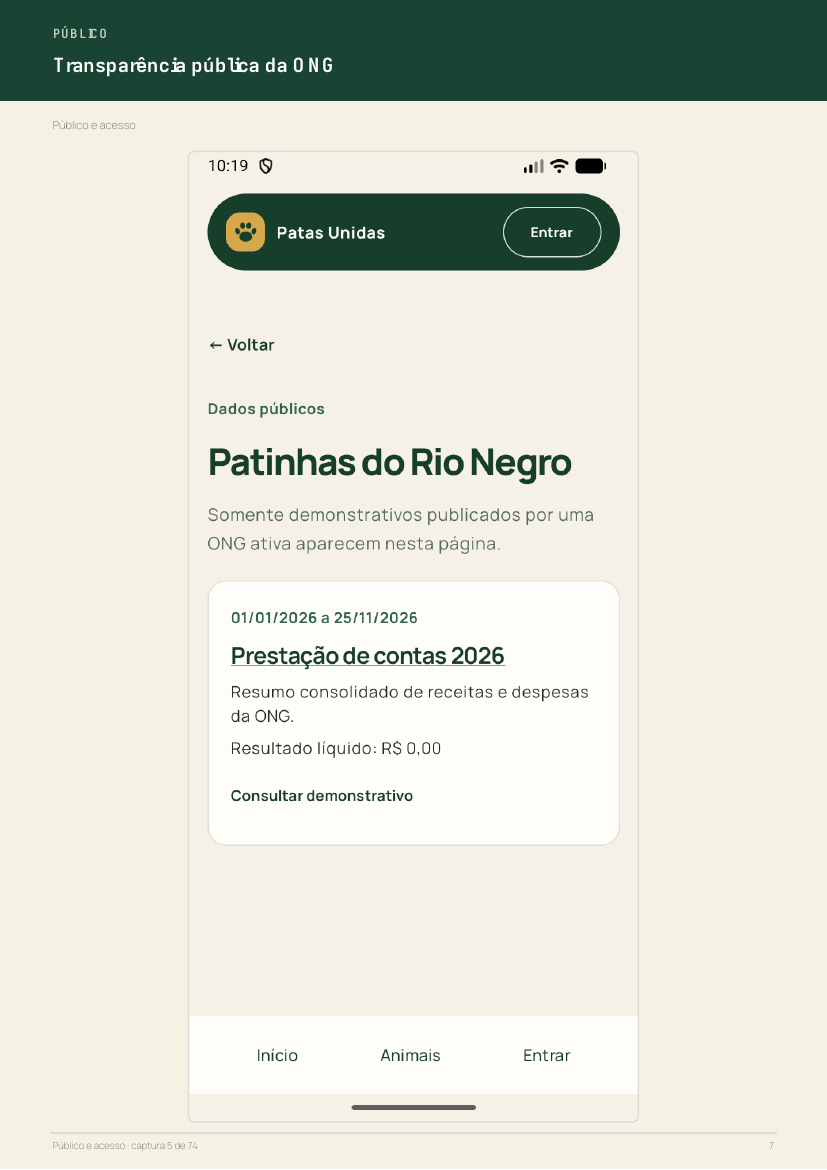 PÚBLICO
Transparência pública da ONG
Público e acesso
10:19
Patas Unidas
Entrar
← Voltar
Dados públicos
Patinhas do Rio Negro
Somente demonstrativos publicados por uma
ONG ativa aparecem nesta página.
01/01/2026 a 25/11/2026
Prestação de contas 2026
Resumo consolidado de receitas e despesas
da ONG.
Resultado líquido: R$ 0,00
Consultar demonstrativo
Início
Animais
Entrar
Público e acesso · captura 5 de 74
7